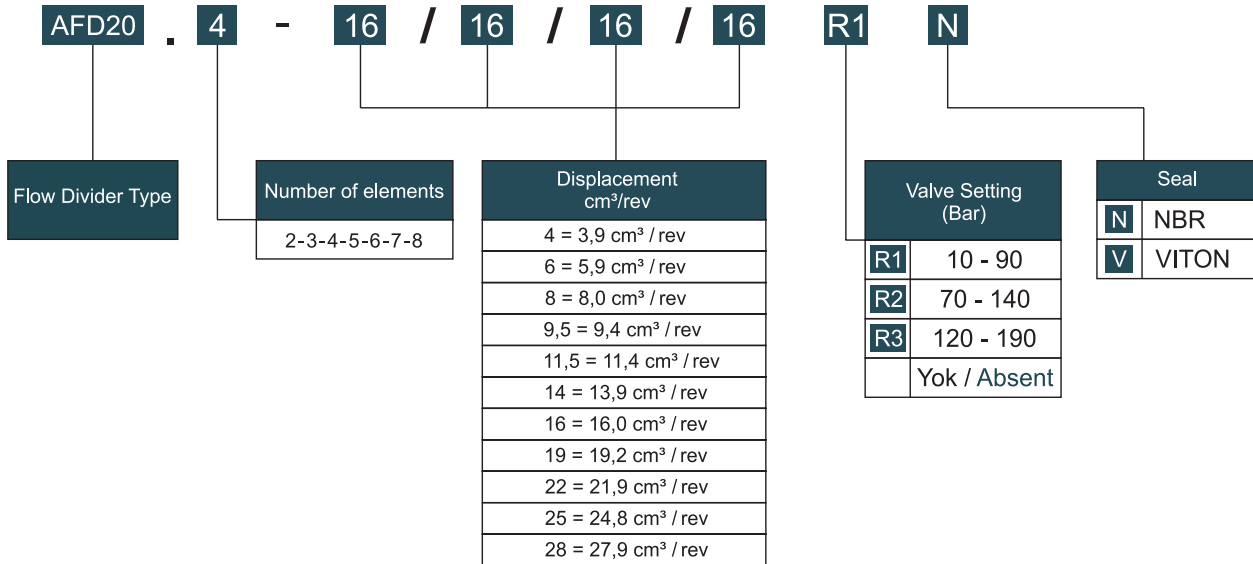 AFD20 . 4 - 16 / 16 / 16 / 16 R1 N
Flow Divider Type
Number of elements
2-3-4-5-6-7-8
Displacement
cm³/rev
4 = 3,9 cm³ / rev
6 = 5,9 cm³ / rev
8 = 8,0 cm³ / rev
9,5 = 9,4 cm³ / rev
11,5 = 11,4 cm³ / rev
14 = 13,9 cm³ / rev
16 = 16,0 cm³ / rev
19 = 19,2 cm³ / rev
22 = 21,9 cm³ / rev
25 = 24,8 cm³ / rev
28 = 27,9 cm³ / rev
Valve Setting
(Bar)
R1 10 - 90
R2 70 - 140
R3 120 - 190
Yok / Absent
Seal
N NBR
V VITON